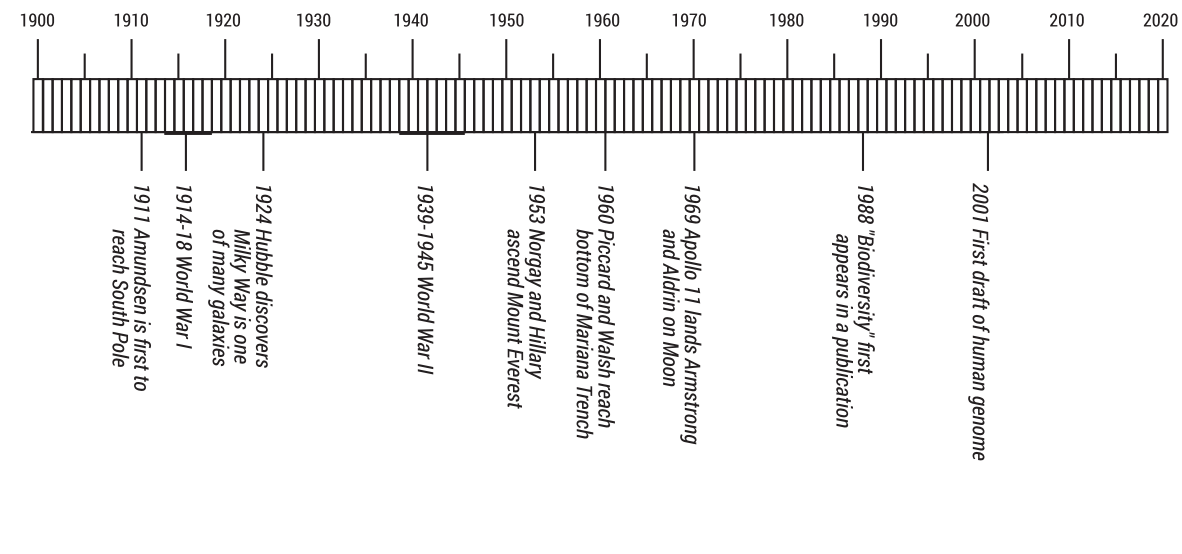 1900 1910 1920 1930 1940 1950 1960 1970 1980 1990 2000 2010 2020
1911 Amundsen is first to
reach South Pole
1914-18 World War I
1924 Hubble discovers
Milky Way is one
of many galaxies
1939-1945 World War II
1953 Norgay and Hillary
ascend Mount Everest
1960 Piccard and Walsh reach
bottom of Mariana Trench
1969 Apollo 11 lands Armstrong
and Aldrin on Moon
1988 "Biodiversity" first
appears in a publication
2001 First draft of human genome